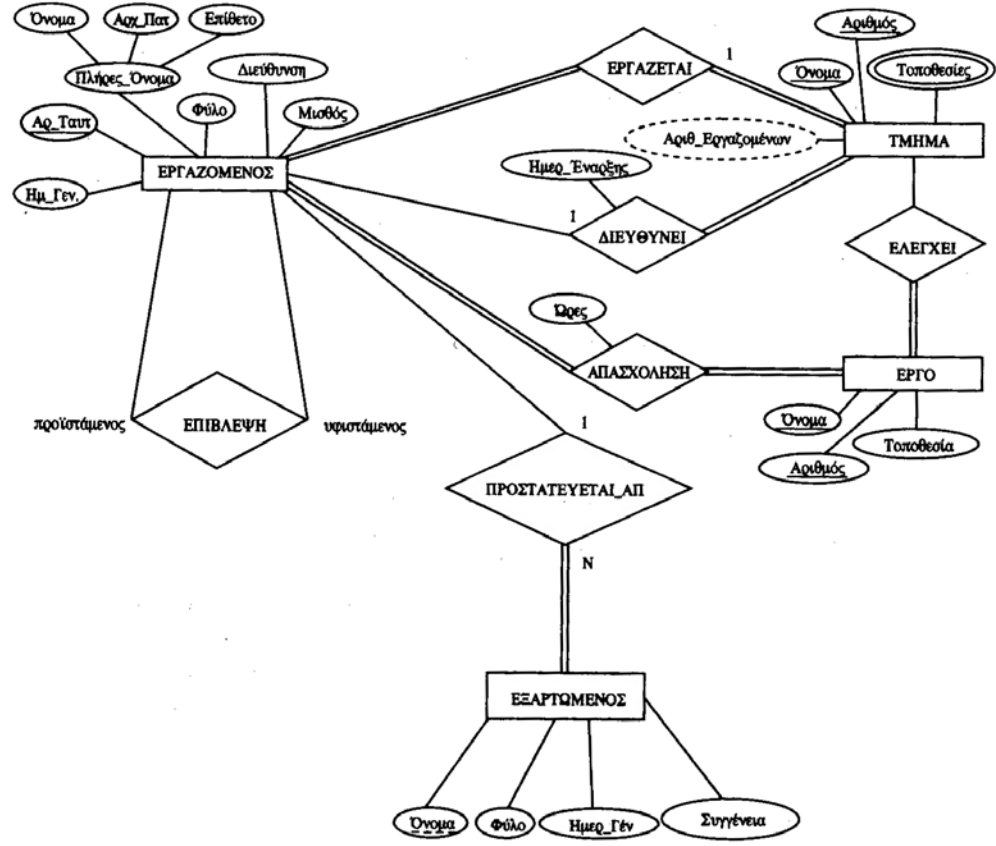 Όνομα
Αρχ_Πατ
Επίθετο
Πλήρες_Όνομα
Διεύθυνση
Φύλο
Μισθός
Αρ_Ταυτ
Ημ_Γεν.
ΕΡΓΑΖΟΜΕΝΟΣ
ΕΡΓΑΖΕΤΑΙ
1
Αριθμός
Όνομα
Τοποθεσίες
Αριθ_Εργαζομένων
ΤΜΗΜΑ
Ημερ_Έναρξης
1
ΔΙΕΥΘΥΝΕΙ
ΕΛΕΓΧΕΙ
Ώρες
ΑΠΑΣΧΟΛΗΣΗ
ΕΡΓΟ
Όνομα
Αριθμός
Τοποθεσία
προϊστάμενος
ΕΠΙΒΛΕΨΗ
υφιστάμενος
1
ΠΡΟΣΤΑΤΕΥΕΤΑΙ_ΑΠ
N
ΕΞΑΡΤΩΜΕΝΟΣ
Όνομα
Φύλο
Ημερ_Γέν
Συγγένεια